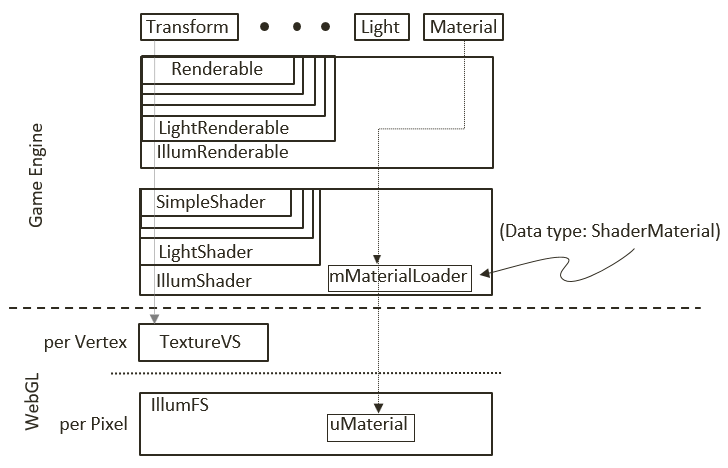 Transform
Light
Material
Renderable
LightRenderable
IllumRenderable
Game Engine
SimpleShader
LightShader
IllumShader
mMaterialLoader
(Data type: ShaderMaterial)
per Vertex
TextureVS
WebGL
IllumFS
per Pixel
uMaterial